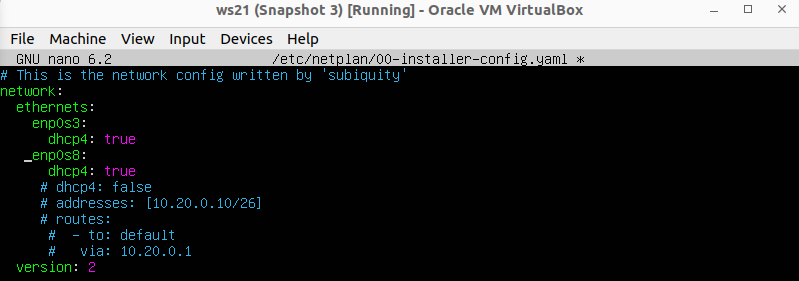 ws21 (Snapshot 3) [Running] - Oracle VM VirtualBox
File Machine View Input Devices Help
GNU nano 6.2 /etc/netplan/00-installer-config.yaml *
# This is the network config written by 'subiquity'
network:
  ethernets:
    enp0s3:
      dhcp4: true
   _enp0s8:
      dhcp4: true
     # dhcp4: false
     # addresses: [10.20.0.10/26]
     # routes:
      #  - to: default
      #   via: 10.20.0.1
  version: 2